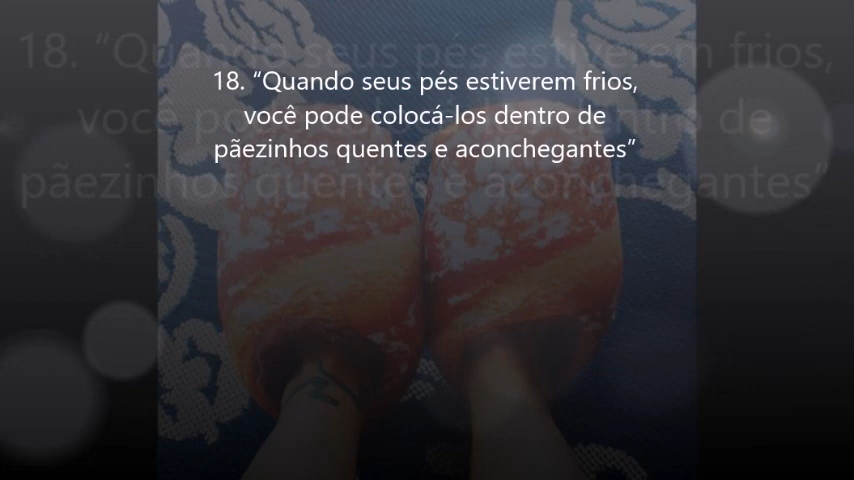 18. “Quando seus pés estiverem frios,
você pode colocá-los dentro de
pãezinhos quentes e aconchegantes”